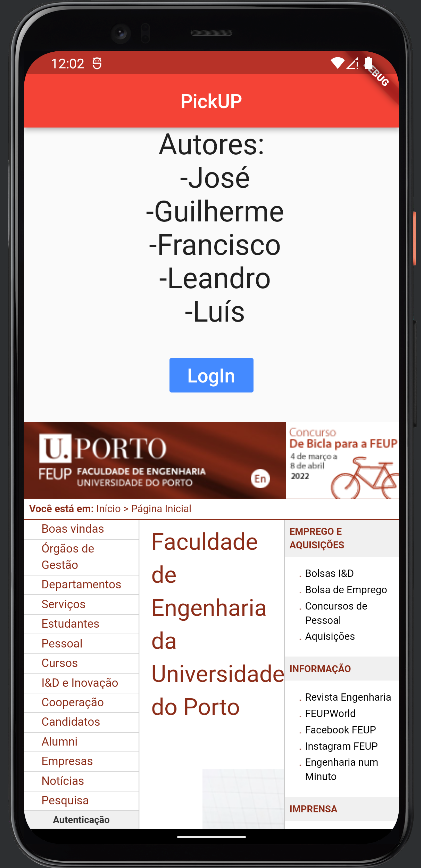 12:02
DEBUG
PickUP
Autores:
-José
-Guilherme
-Francisco
-Leandro
-Luís
LogIn
U.PORTO
FEUP FACULDADE DE ENGENHARIA
UNIVERSIDADE DO PORTO
En
Concurso
De Bicla para a FEUP
4 de março a
8 de abril
2022
Você está em: Início > Página Inicial
Boas vindas
Órgãos de
Gestão
Departamentos
Serviços
Estudantes
Pessoal
Cursos
I&D e Inovação
Cooperação
Candidatos
Alumni
Empresas
Notícias
Pesquisa
Autenticação
Faculdade
de
Engenharia
da
Universidade
do Porto
EMPREGO E
AQUISIÇÕES
Bolsas I&D
Bolsa de Emprego
Concursos de
Pessoal
Aquisições
INFORMAÇÃO
Revista Engenharia
FEUPWorld
Facebook FEUP
Instagram FEUP
Engenharia num
Minuto
IMPRENSA